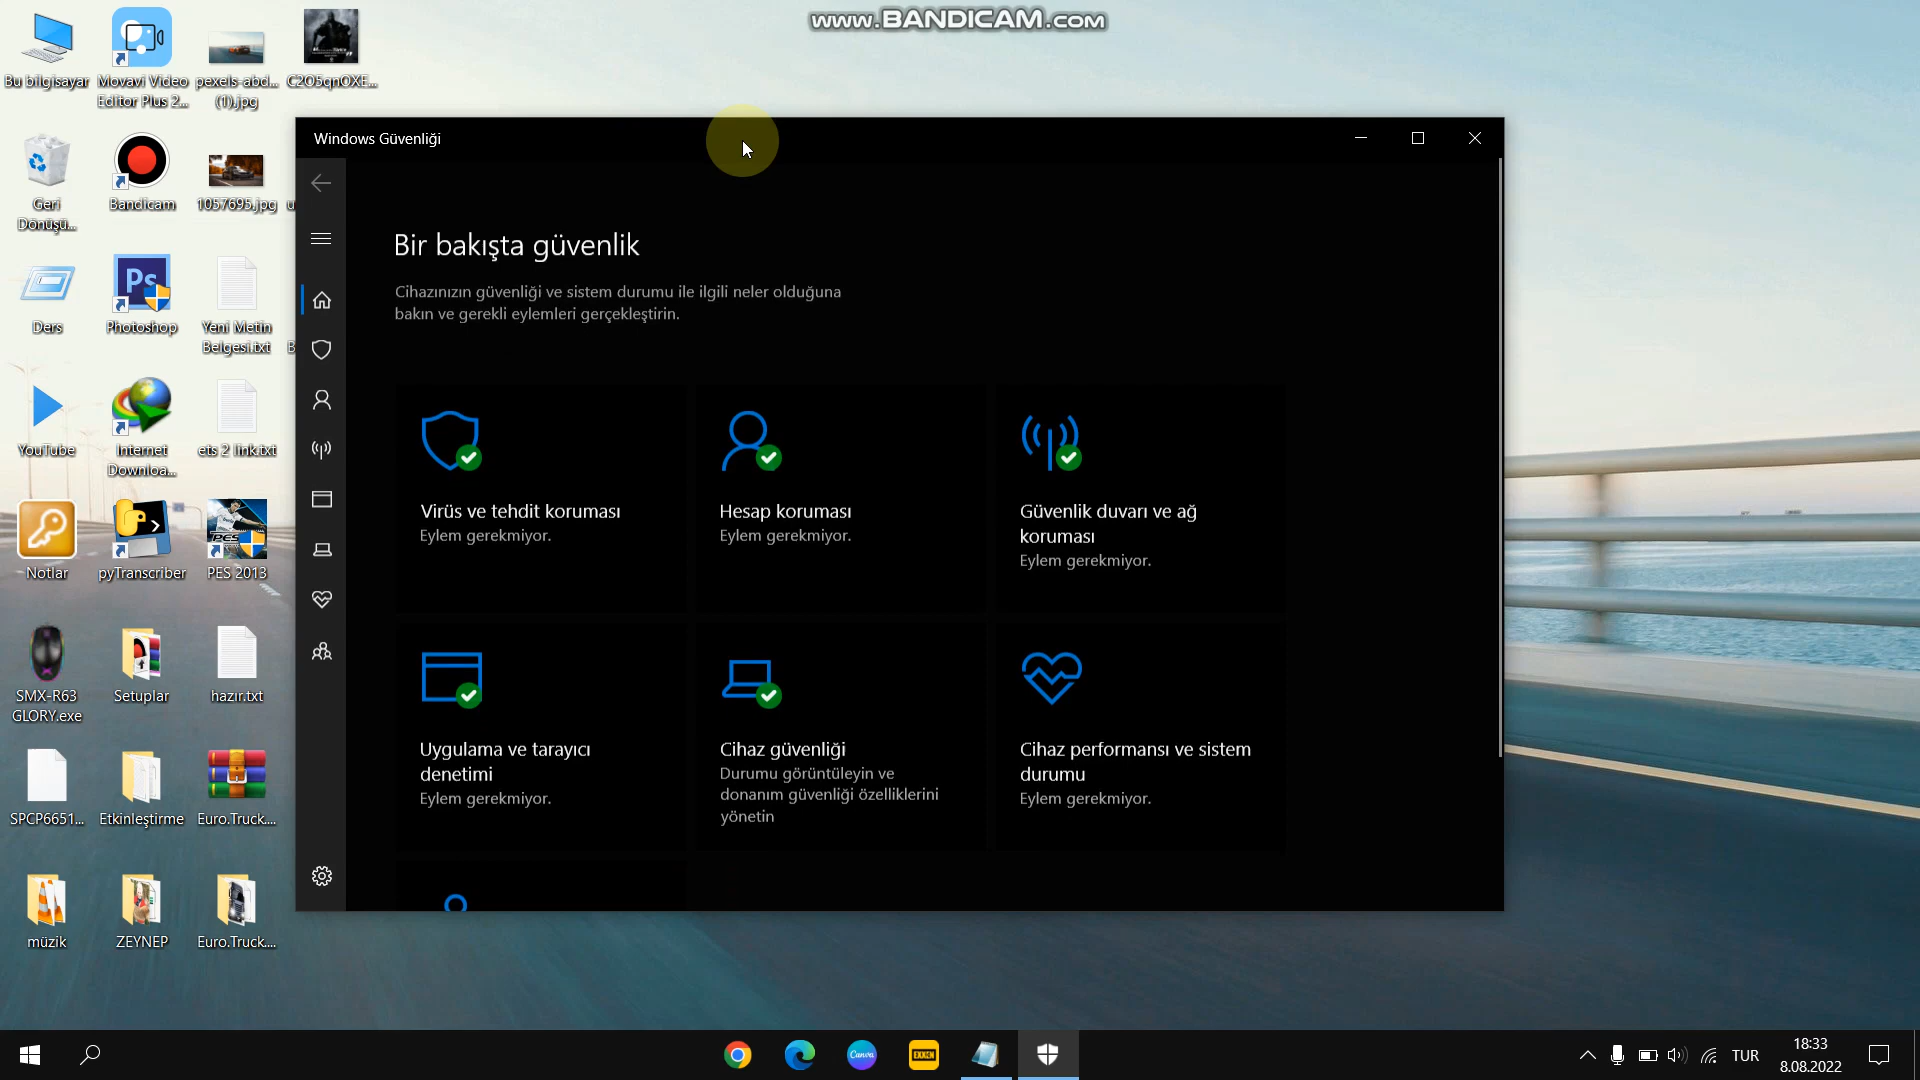 www.BANDICAM.com
Bu bilgisayar
Movavi Video
Editor Plus 2...
pexels-abd...
(1).jpg
C2O5qnOXE...
Geri
Dönüşü...
Bandicam
1057695.jpg
Ders
Photoshop
Yeni Metin
Belgesi.txt
YouTube
Internet
Downloa...
ets 2 link.txt
Notlar
pyTranscriber
PES 2013
SMX-R63
GLORY.exe
Setuplar
hazır.txt
SPCP6651...
Etkinleştirme
Euro.Truck....
müzik
ZEYNEP
Euro.Truck....
Windows Güvenliği
Bir bakışta güvenlik
Cihazınızın güvenliği ve sistem durumu ile ilgili neler olduğuna
bakın ve gerekli eylemleri gerçekleştirin.
Virüs ve tehdit koruması
Eylem gerekmiyor.
Hesap koruması
Eylem gerekmiyor.
Güvenlik duvarı ve ağ
koruması
Eylem gerekmiyor.
Uygulama ve tarayıcı
denetimi
Eylem gerekmiyor.
Cihaz güvenliği
Durumu görüntüleyin ve
donanım güvenliği özelliklerini
yönetin
Cihaz performansı ve sistem
durumu
Eylem gerekmiyor.
Ps
Canva
EXXEN
TUR
18:33
8.08.2022